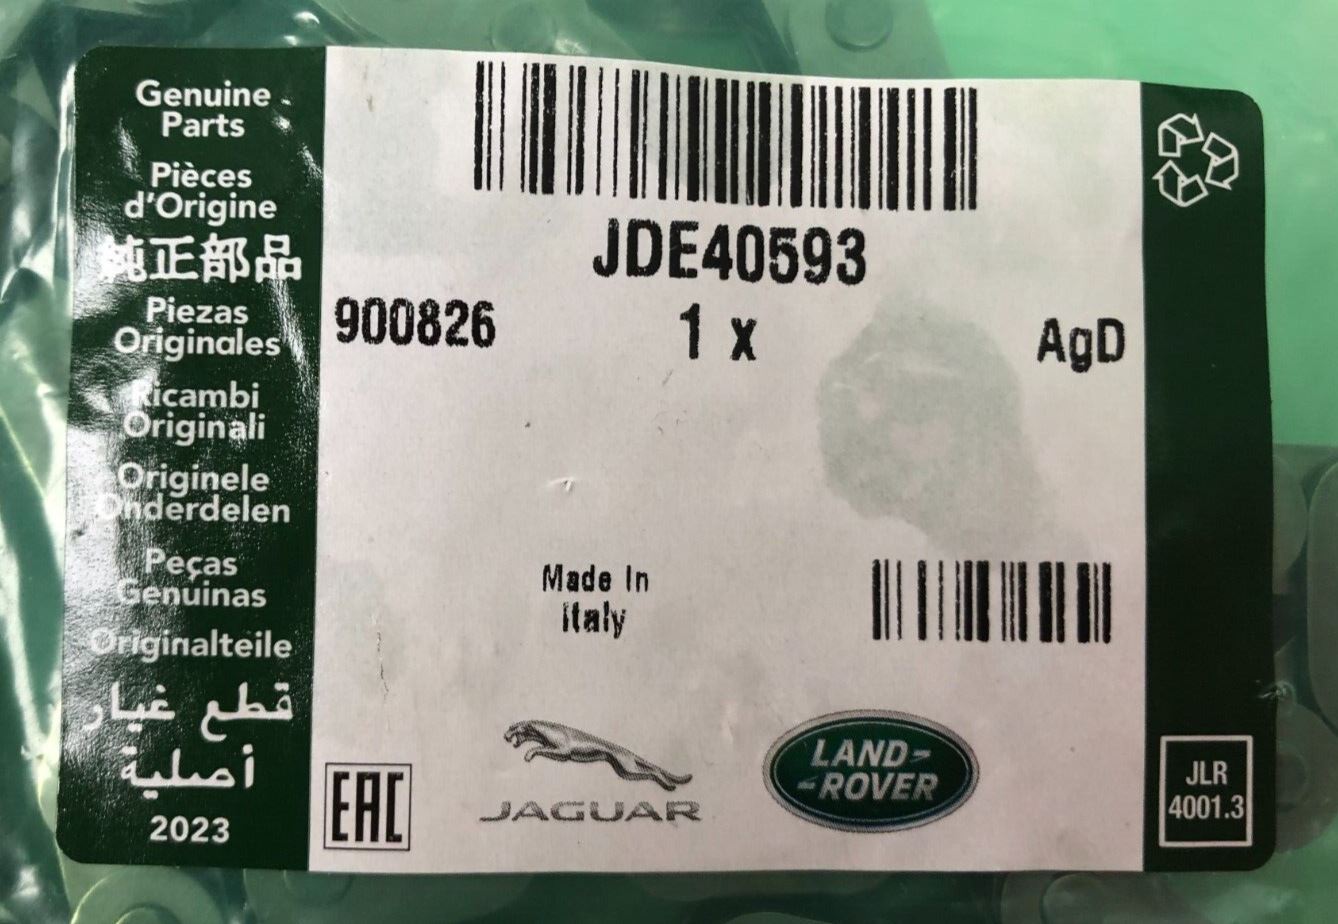 Genuine
Parts
Pièces
d'Origine
純正部品
Piezas
Originales
Ricambi
Originali
Originele
Onderdelen
Peças
Genuinas
Originalteile
قطع غيار
أصلية
2023
JDE40593
900826 1 x AgD
Made In
Italy
EAC
JAGUAR
LAND-
-ROVER
JLR
4001.3